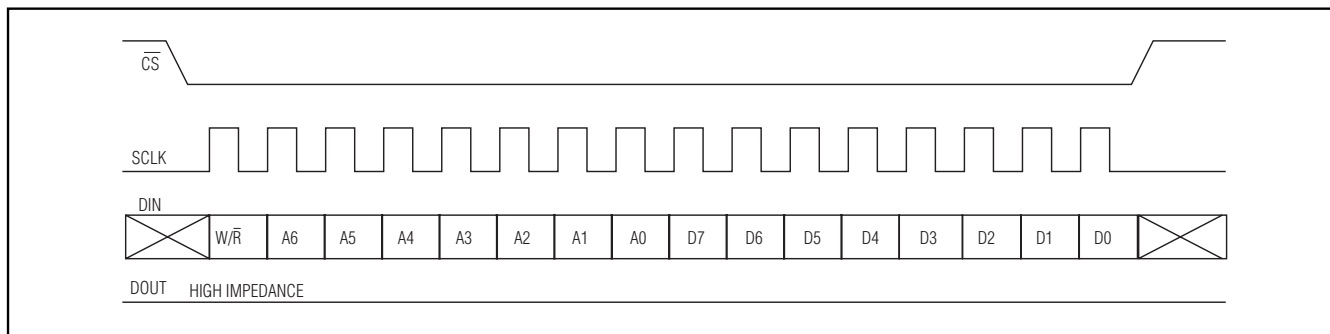 C̅S̅
SCLK
DIN
W/R̅ A6 A5 A4 A3 A2 A1 A0 D7 D6 D5 D4 D3 D2 D1 D0
DOUT HIGH IMPEDANCE